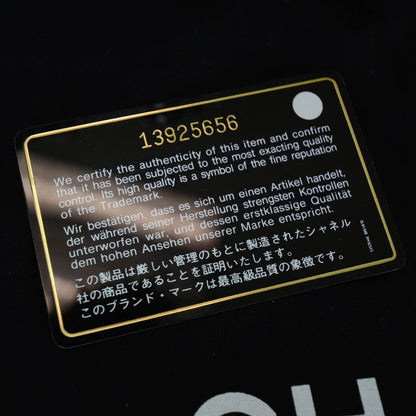 13925656
We certify the authenticity of this item and confirm
that it has been subjected to the most exacting quality
control. Its high quality is a symbol of the fine reputation
of the Trademark.
Wir bestätigen, dass es sich um einen Artikel handelt,
der während seiner Herstellung strengsten Kontrollen
unterworfen war, und dessen erstklassige Qualität
dem hohen Ansehen unserer Marke entspricht.
この製品は厳しい管理のもとに製造されたシャネル
社の商品であることを証明いたします。
このブランド・マークは最高級品質の象徴です。
CH